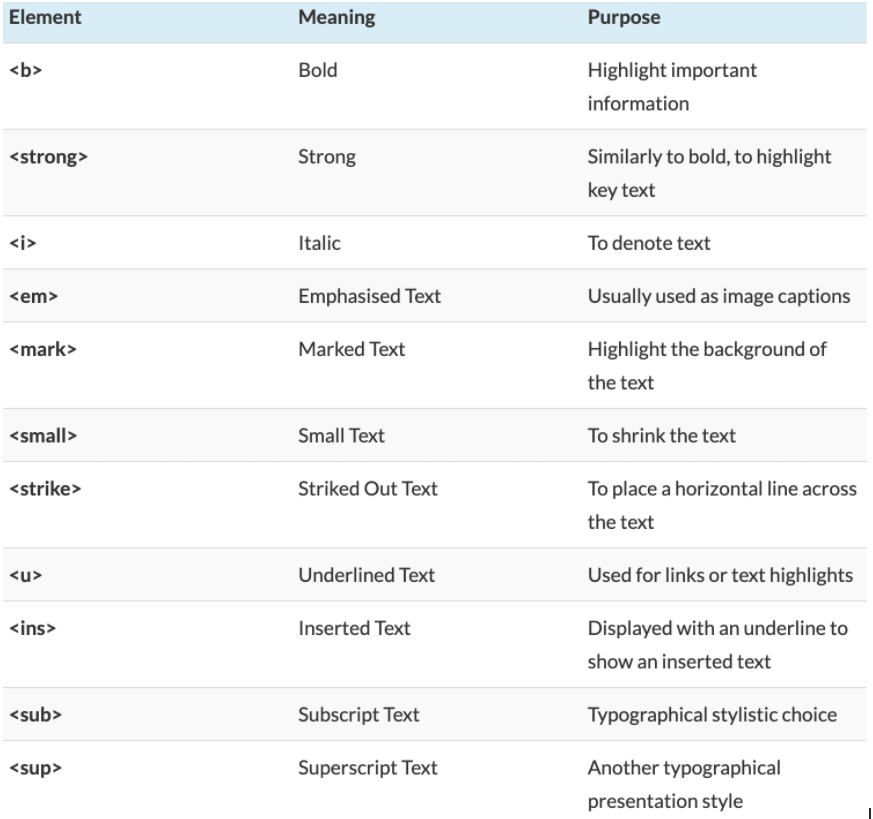 Element Meaning Purpose
<b> Bold Highlight important
information
<strong> Strong Similarly to bold, to highlight
key text
<i> Italic To denote text
<em> Emphasised Text Usually used as image captions
<mark> Marked Text Highlight the background of
the text
<small> Small Text To shrink the text
<strike> Striked Out Text To place a horizontal line across
the text
<u> Underlined Text Used for links or text highlights
<ins> Inserted Text Displayed with an underline to
show an inserted text
<sub> Subscript Text Typographical stylistic choice
<sup> Superscript Text Another typographical
presentation style